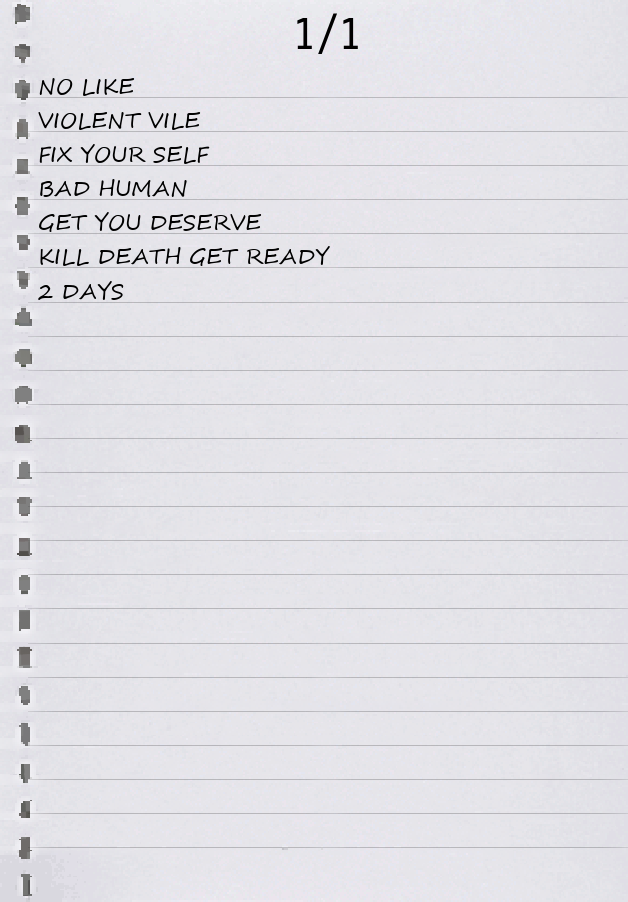 1/1
NO LIKE
VIOLENT VILE
FIX YOUR SELF
BAD HUMAN
GET YOU DESERVE
KILL DEATH GET READY
2 DAYS